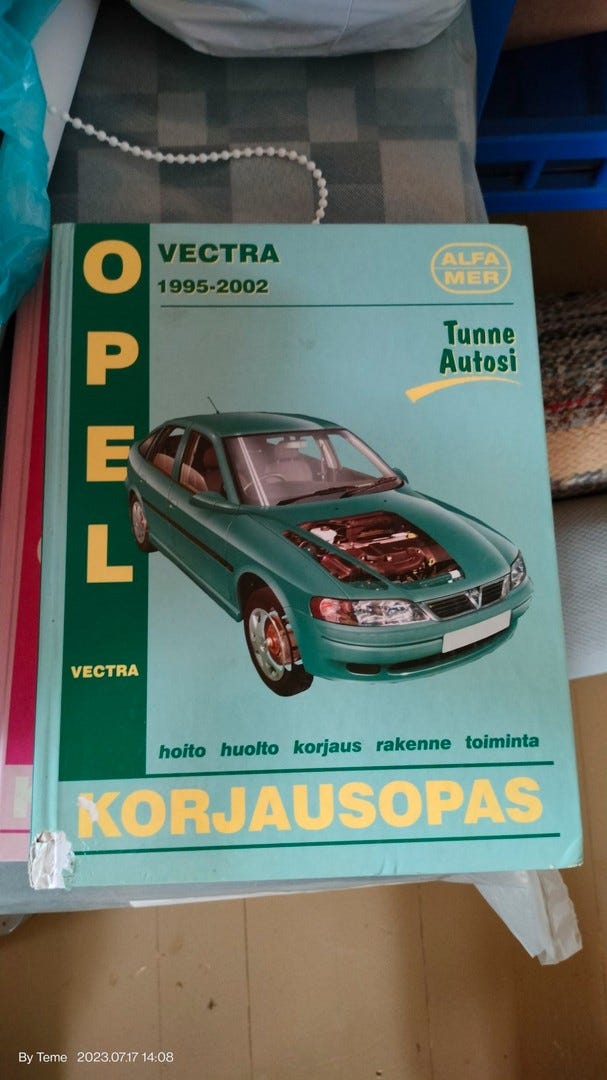 OPEL
VECTRA
1995-2002
ALFA
MER
Tunne
Autosi
VECTRA
hoito huolto korjaus rakenne toiminta
KORJAUSOPAS
By Teme 2023.07.17 14:08